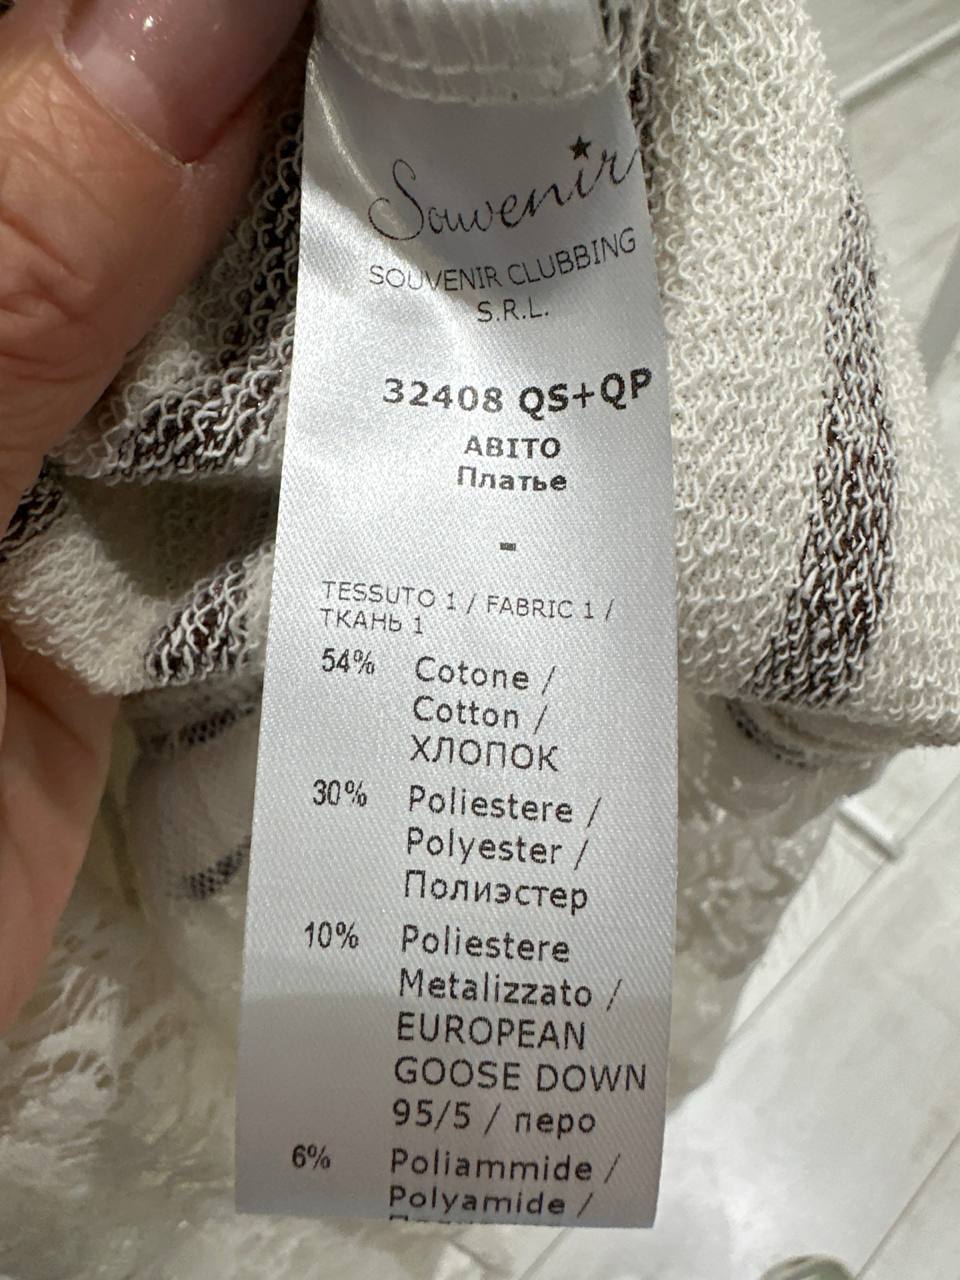 Souvenir
SOUVENIR CLUBBING
S.R.L.
32408 QS+QP
ABITO
Платье
-
TESSUTO 1 / FABRIC 1 /
ТКАНЬ 1
54% Cotone /
Cotton /
ХЛОПОК
30% Poliestere /
Polyester /
Полиэстер
10% Poliestere
Metalizzato /
EUROPEAN
GOOSE DOWN
95/5 / перо
6% Poliammide /
Polyamide /